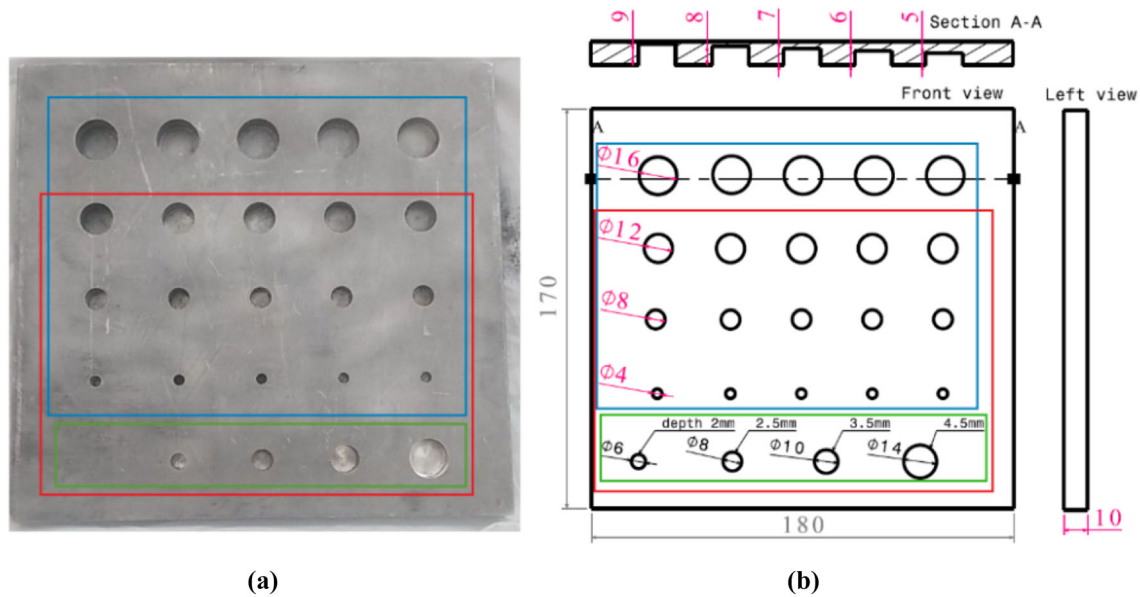 9 8 7 6 5 Section A-A
Front view Left view
A A
Φ16
Φ12
Φ8
Φ4
170
depth 2mm 2.5mm 3.5mm 4.5mm
Φ6 Φ8 Φ10 Φ14
180
10
(a) (b)